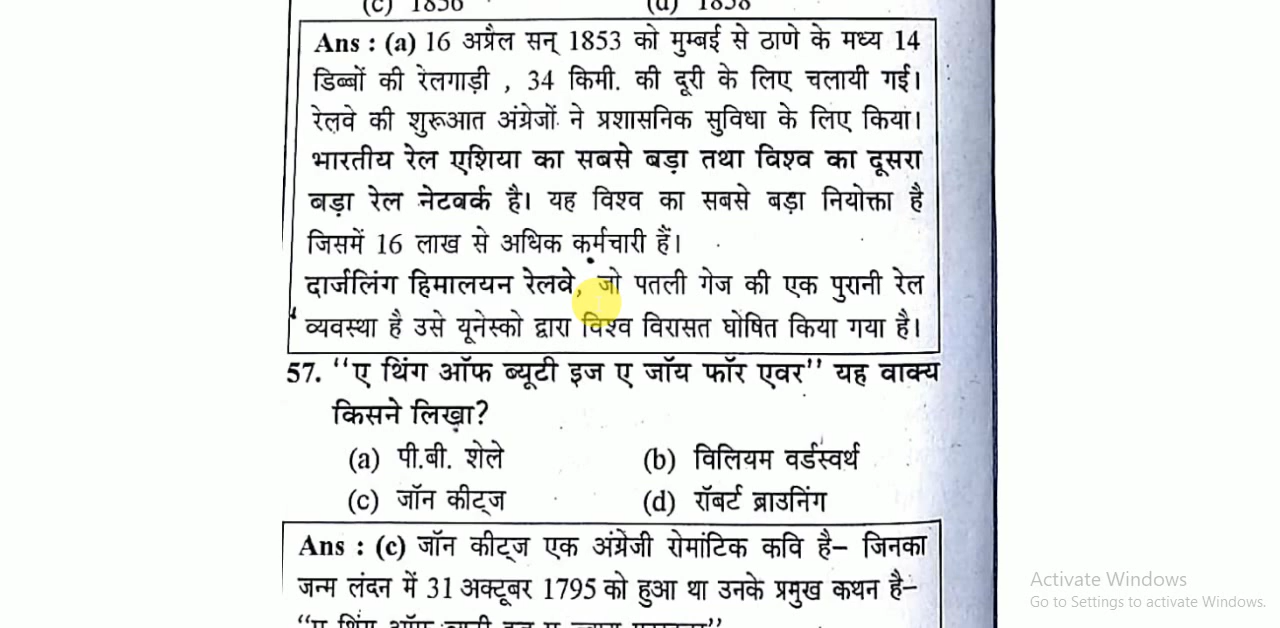 (c) 1856 (d) 1858
Ans : (a) 16 अप्रैल सन् 1853 को मुम्बई से ठाणे के मध्य 14
डिब्बों की रेलगाड़ी , 34 किमी. की दूरी के लिए चलायी गई।
रेलवे की शुरूआत अंग्रेजों ने प्रशासनिक सुविधा के लिए किया।
भारतीय रेल एशिया का सबसे बड़ा तथा विश्व का दूसरा
बड़ा रेल नेटवर्क है। यह विश्व का सबसे बड़ा नियोक्ता है
जिसमें 16 लाख से अधिक कर्मचारी हैं।
दार्जलिंग हिमालयन रेलवे, जो पतली गेज की एक पुरानी रेल
व्यवस्था है उसे यूनेस्को द्वारा विश्व विरासत घोषित किया गया है।
57. ‘‘ए थिंग ऑफ ब्यूटी इज ए जॉय फॉर एवर’’ यह वाक्य
किसने लिखा?
(a) पी.बी. शेले (b) विलियम वर्डस्वर्थ
(c) जॉन कीट्ज (d) रॉबर्ट ब्राउनिंग
Ans : (c) जॉन कीट्ज एक अंग्रेजी रोमांटिक कवि है– जिनका
जन्म लंदन में 31 अक्टूबर 1795 को हुआ था उनके प्रमुख कथन है–
Activate Windows
Go to Settings to activate Windows.